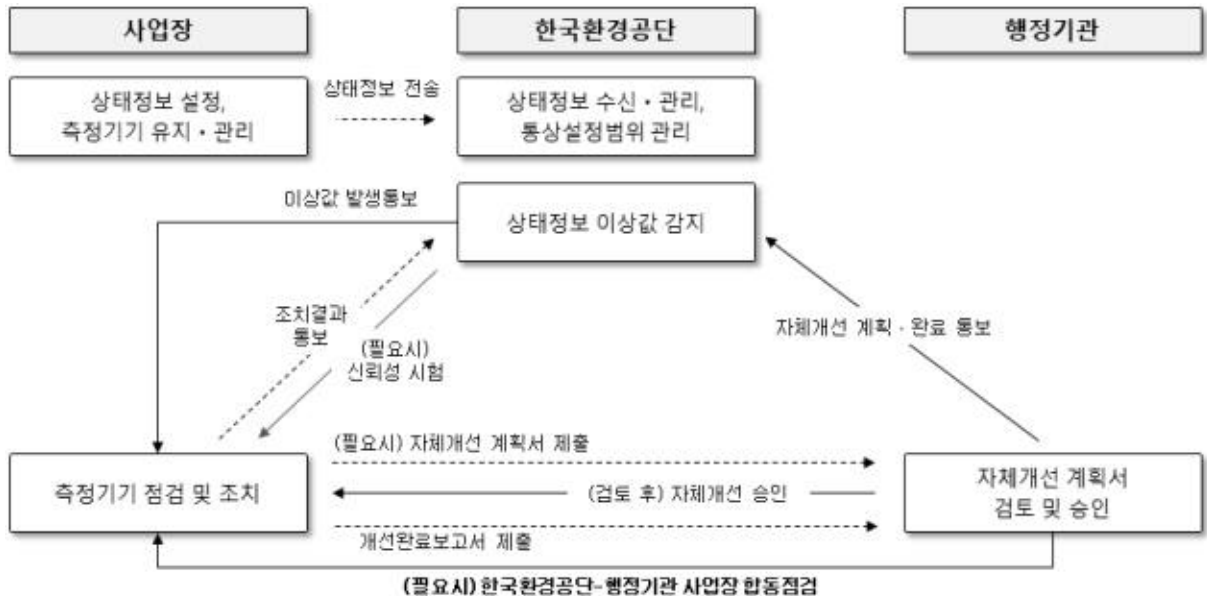 사업장
한국환경공단
행정기관
상태정보 설정,
측정기기 유지・관리
상태정보 전송
상태정보 수신・관리,
통상설정범위 관리
이상값 발생통보
상태정보 이상값 감지
조치결과
통보
(필요시)
신뢰성 시험
자체개선 계획·완료 통보
(필요시) 자체개선 계획서 제출
측정기기 점검 및 조치
(검토 후) 자체개선 승인
자체개선 계획서
검토 및 승인
개선완료보고서 제출
(필요시) 한국환경공단-행정기관 사업장 합동점검